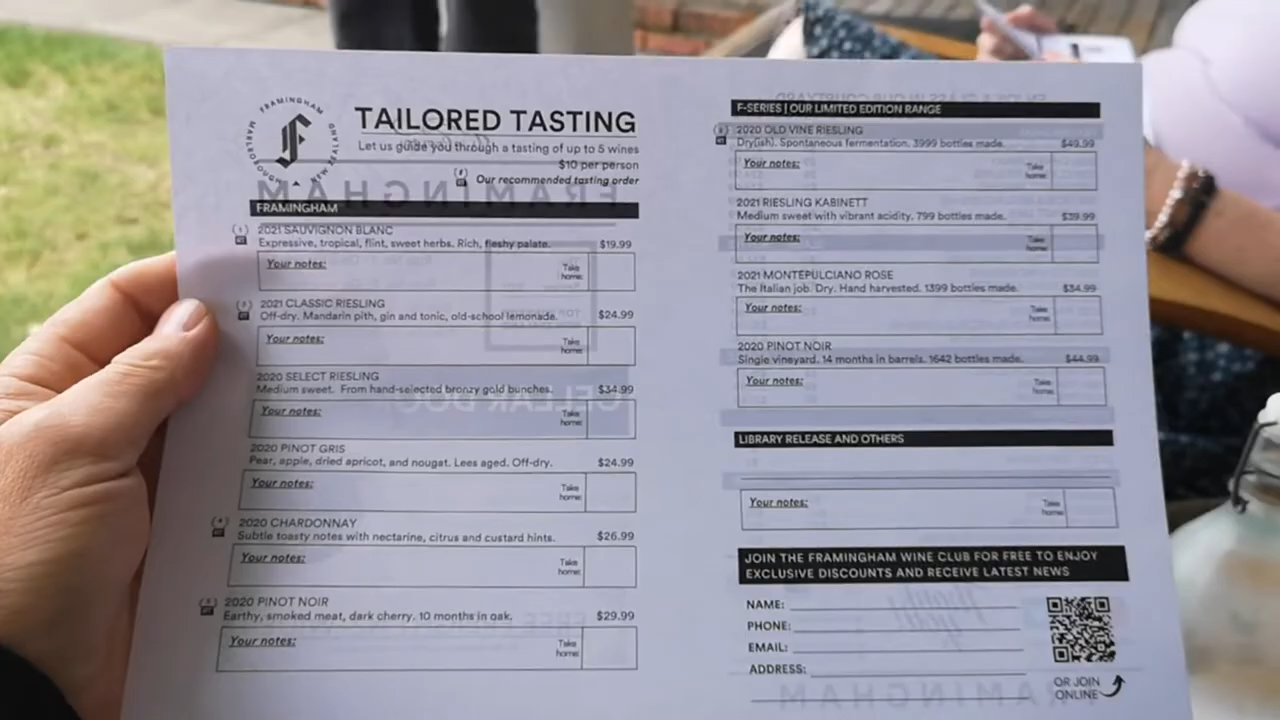 FRAMINGHAM
MARLBOROUGH
NEW ZEALAND
TAILORED TASTING
Let us guide you through a tasting of up to 5 wines
$10 per person
Our recommended tasting order
FRAMINGHAM
(1) 2021 SAUVIGNON BLANC
Expressive, tropical, flint, sweet herbs. Rich, fleshy palate. $19.99
Your notes: Take home:
2021 CLASSIC RIESLING
Off-dry. Mandarin pith, gin and tonic, old-school lemonade. $24.99
Your notes: Take home:
2020 SELECT RIESLING
Medium sweet. From hand-selected bronzy gold bunches. $34.99
Your notes: Take home:
2020 PINOT GRIS
Pear, apple, dried apricot, and nougat. Lees aged. Off-dry. $24.99
Your notes: Take home:
(4) 2020 CHARDONNAY
Subtle toasty notes with nectarine, citrus and custard hints. $26.99
Your notes: Take home:
2020 PINOT NOIR
Earthy, smoked meat, dark cherry. 10 months in oak. $29.99
Your notes: Take home:
F-SERIES | OUR LIMITED EDITION RANGE
2020 OLD VINE RIESLING
Dry(ish). Spontaneous fermentation. 3999 bottles made. $49.99
Your notes: Take home:
2021 RIESLING KABINETT
Medium sweet with vibrant acidity. 799 bottles made. $39.99
Your notes: Take home:
2021 MONTEPULCIANO ROSE
The Italian job. Dry. Hand harvested. 1399 bottles made. $34.99
Your notes: Take home:
2020 PINOT NOIR
Single vineyard. 14 months in barrels. 1642 bottles made. $44.99
Your notes: Take home:
LIBRARY RELEASE AND OTHERS
Your notes: Take home:
JOIN THE FRAMINGHAM WINE CLUB FOR FREE TO ENJOY
EXCLUSIVE DISCOUNTS AND RECEIVE LATEST NEWS
NAME:
PHONE:
EMAIL:
ADDRESS:
OR JOIN
ONLINE